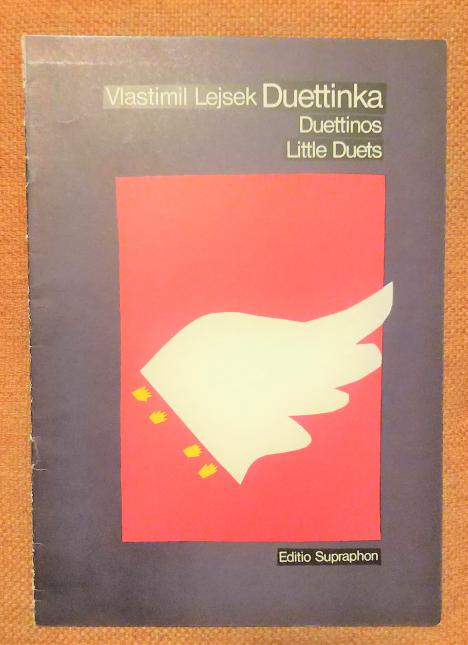 Vlastimil Lejsek Duettinka
Duettinos
Little Duets
Editio Supraphon